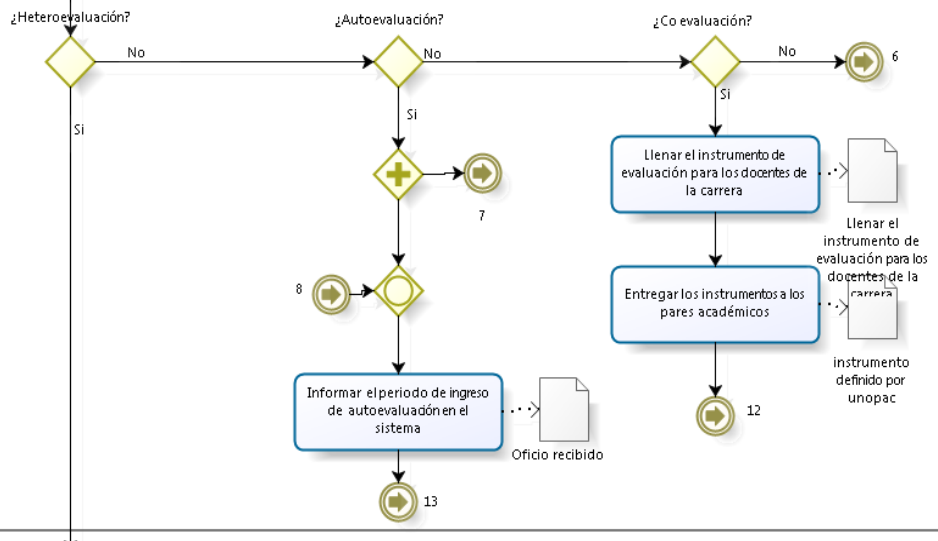 ¿Heteroevaluación?
¿Autoevaluación?
¿Co evaluación?
No
No
No
6
Si
Si
Si
Llenar el instrumento de
evaluación para los docentes de
la carrera
7
Llenar el
instrumento de
evaluación para los
docentes de la
carrera
8
Entregar los instrumentos a los
pares académicos
instrumento
definido por
unopac
Informar el periodo de ingreso
de autoevaluación en el
sistema
12
Oficio recibido
13